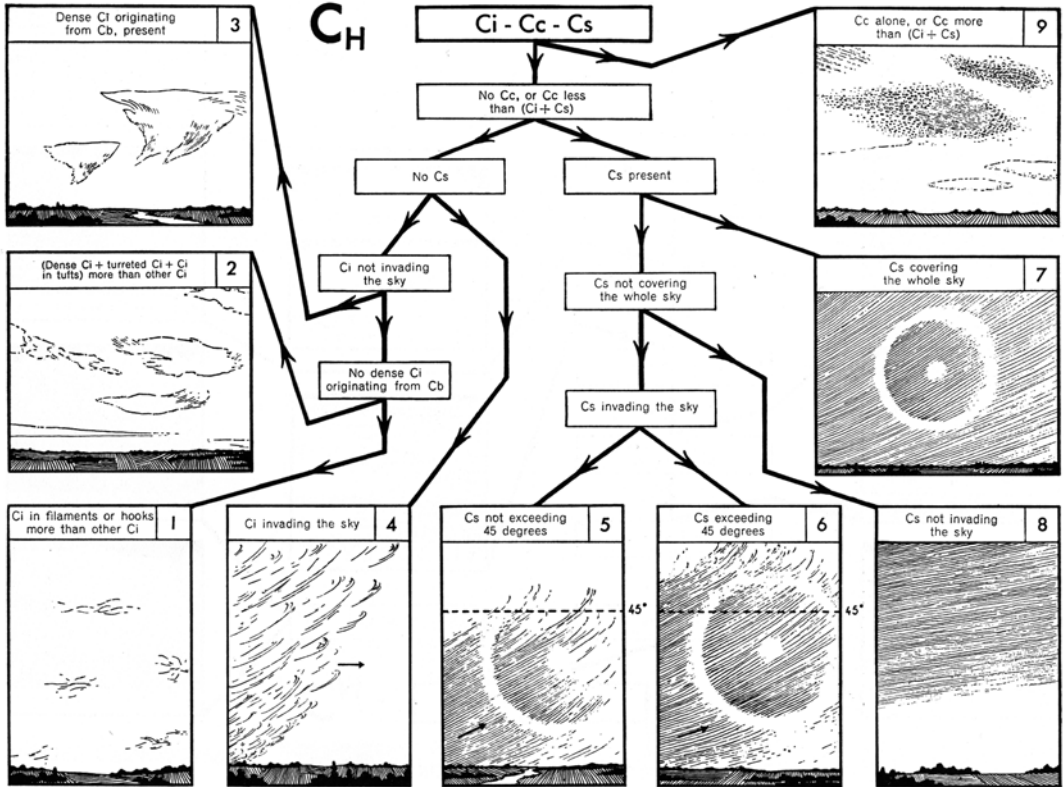 Dense Ci originating
from Cb, present
3
C_H
Ci - Cc - Cs
Cc alone, or Cc more
than (Ci + Cs)
9
No Cc, or Cc less
than (Ci + Cs)
No Cs
Cs present
(Dense Ci + turreted Ci + Ci
in tufts) more than other Ci
2
Ci not invading
the sky
Cs not covering
the whole sky
Cs covering
the whole sky
7
No dense Ci
originating from Cb
Cs invading the sky
Ci in filaments or hooks
more than other Ci
1
Ci invading the sky
4
Cs not exceeding
45 degrees
5
Cs exceeding
45 degrees
6
Cs not invading
the sky
8
45°
45°